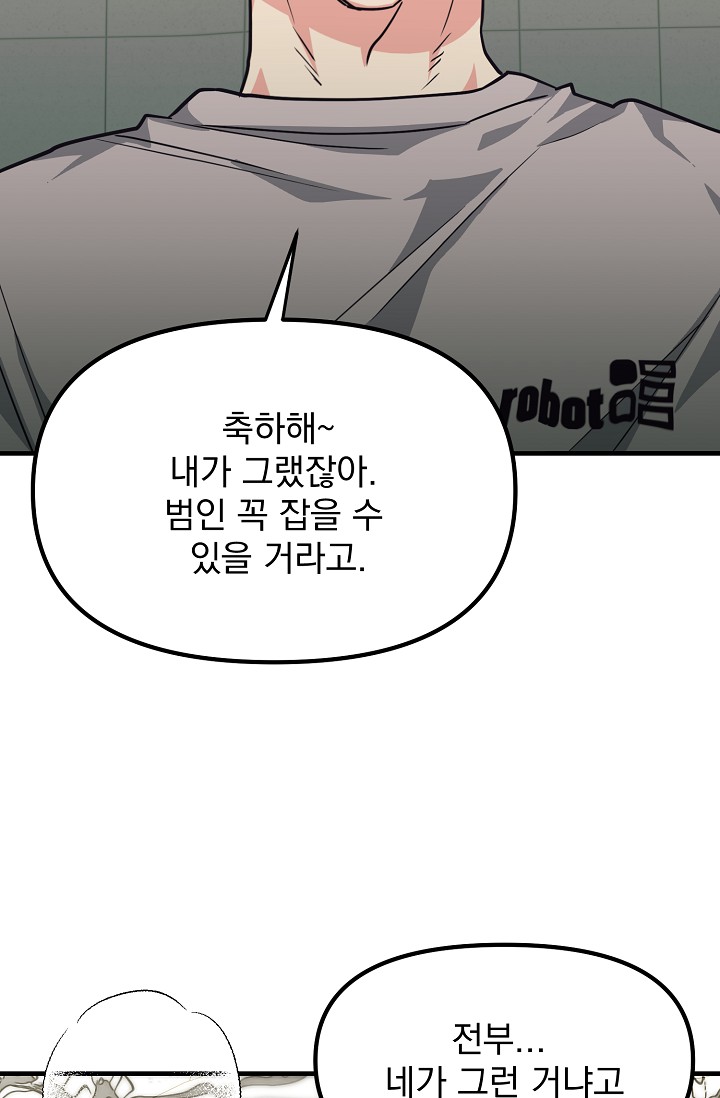 robot몸
축하해~
내가 그랬잖아.
범인 꼭 잡을 수
있을 거라고.
전부...
네가 그런 거냐고